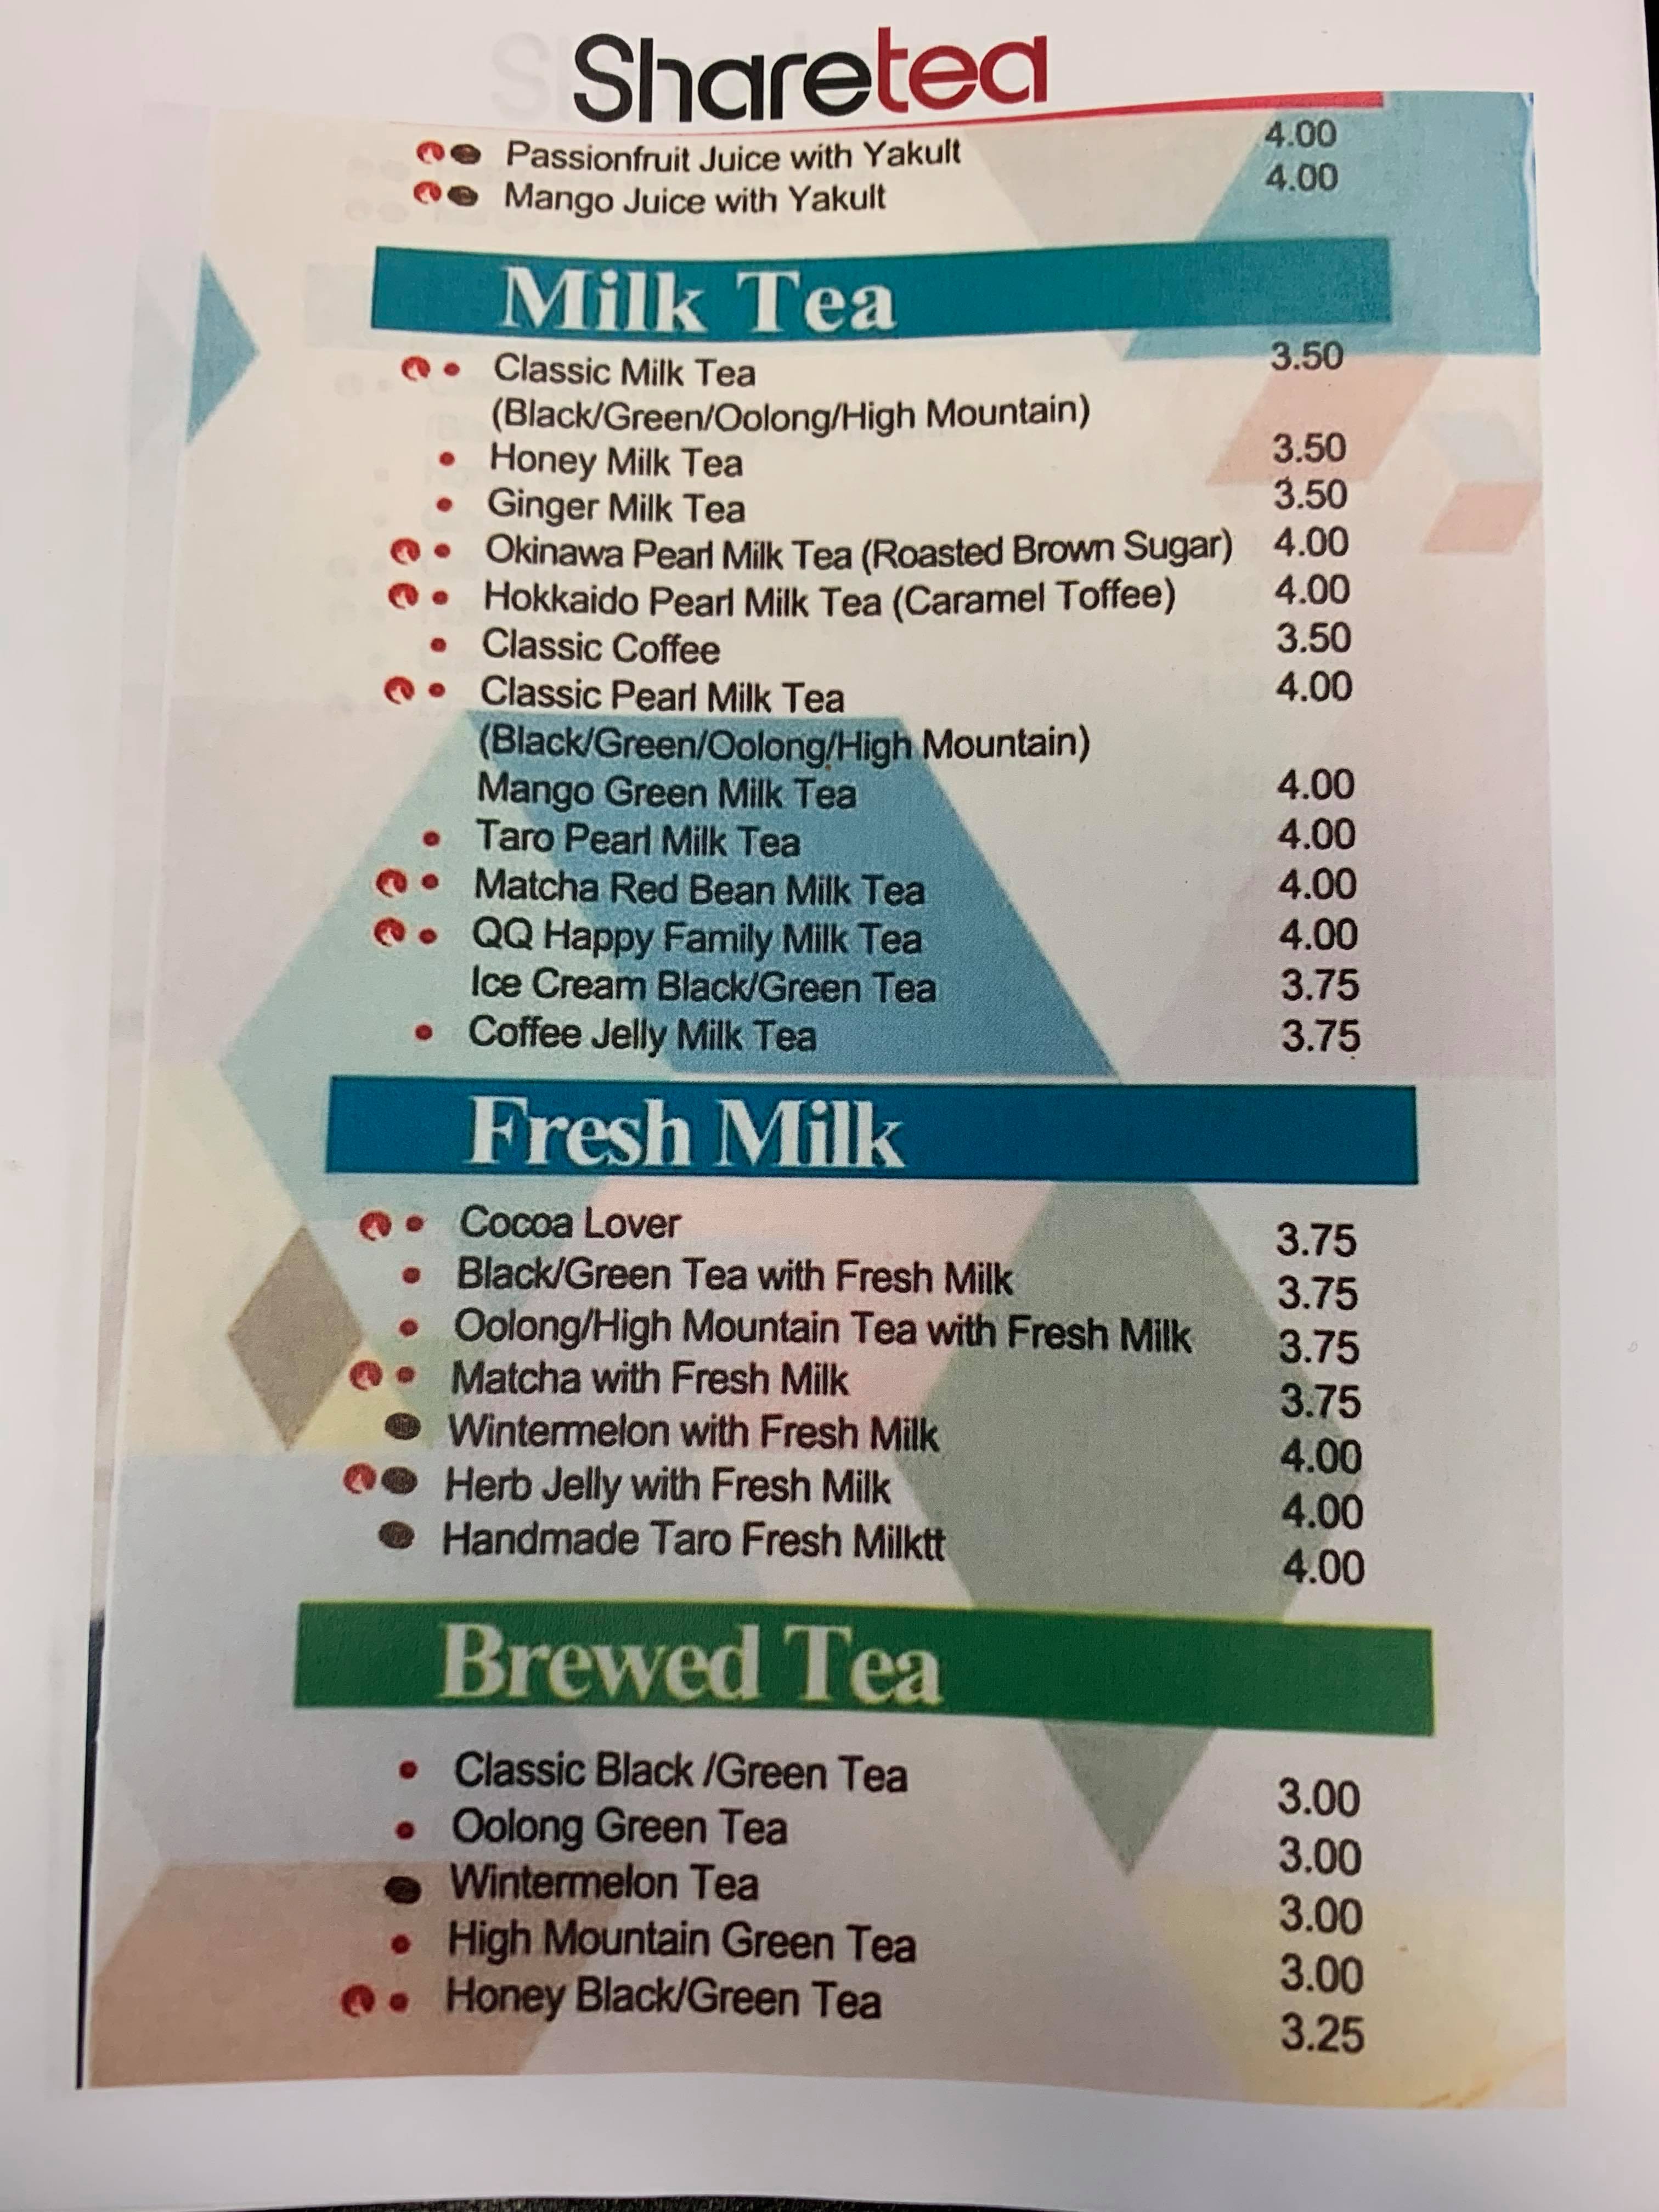 Sharetea
Passionfruit Juice with Yakult 4.00
Mango Juice with Yakult 4.00
Milk Tea
Classic Milk Tea 3.50
(Black/Green/Oolong/High Mountain)
Honey Milk Tea 3.50
Ginger Milk Tea 3.50
Okinawa Pearl Milk Tea (Roasted Brown Sugar) 4.00
Hokkaido Pearl Milk Tea (Caramel Toffee) 4.00
Classic Coffee 3.50
Classic Pearl Milk Tea 4.00
(Black/Green/Oolong/High Mountain)
Mango Green Milk Tea 4.00
Taro Pearl Milk Tea 4.00
Matcha Red Bean Milk Tea 4.00
QQ Happy Family Milk Tea 4.00
Ice Cream Black/Green Tea 3.75
Coffee Jelly Milk Tea 3.75
Fresh Milk
Cocoa Lover 3.75
Black/Green Tea with Fresh Milk 3.75
Oolong/High Mountain Tea with Fresh Milk 3.75
Matcha with Fresh Milk 3.75
Wintermelon with Fresh Milk 4.00
Herb Jelly with Fresh Milk 4.00
Handmade Taro Fresh Milktt 4.00
Brewed Tea
Classic Black /Green Tea 3.00
Oolong Green Tea 3.00
Wintermelon Tea 3.00
High Mountain Green Tea 3.00
Honey Black/Green Tea 3.25